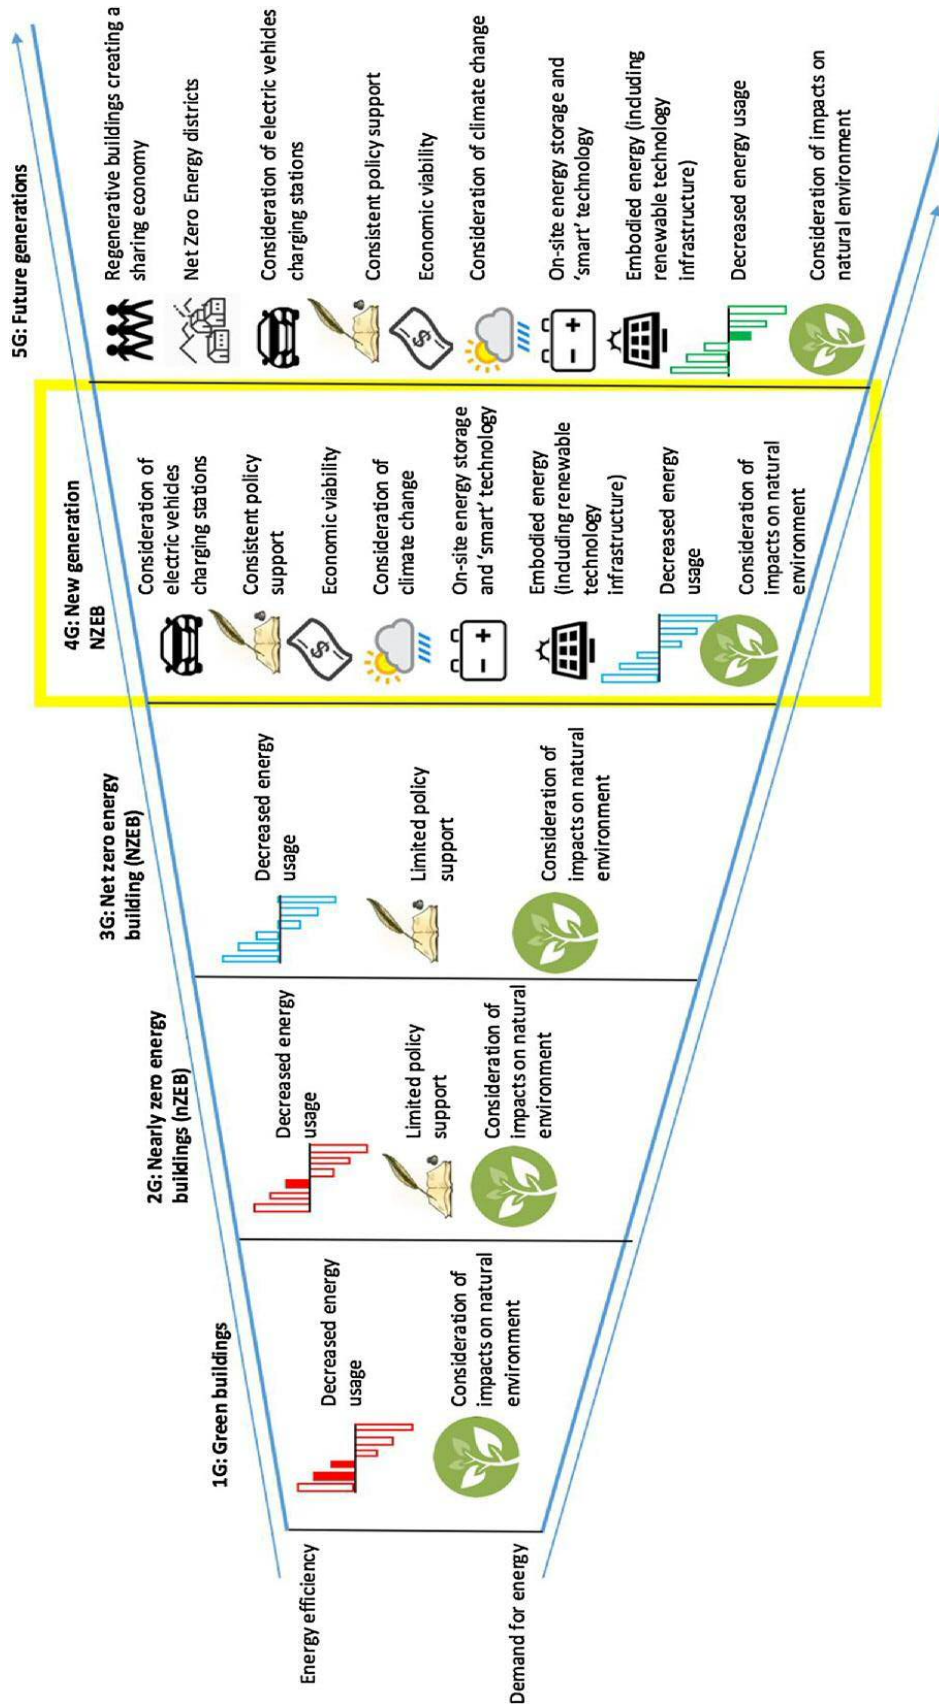 Energy efficiency
Demand for energy
1G: Green buildings
Decreased energy
usage
Consideration of
impacts on natural
environment
2G: Nearly zero energy
buildings (nZEB)
Decreased energy
usage
Limited policy
support
Consideration of
impacts on natural
environment
3G: Net zero energy
building (NZEB)
Decreased energy
usage
Limited policy
support
Consideration of
impacts on natural
environment
4G: New generation
NZEB
Consideration of
electric vehicles
charging stations
Consistent policy
support
$
Economic viability
Consideration of
climate change
- +
On-site energy storage
and ‘smart’ technology
Embodied energy
(including renewable
technology
infrastructure)
Decreased energy
usage
Consideration of
impacts on natural
environment
5G: Future generations
Regenerative buildings creating a
sharing economy
Net Zero Energy districts
Consideration of electric vehicles
charging stations
Consistent policy support
$
Economic viability
Consideration of climate change
- +
On-site energy storage and
‘smart’ technology
Embodied energy (including
renewable technology
infrastructure)
Decreased energy usage
Consideration of impacts on
natural environment